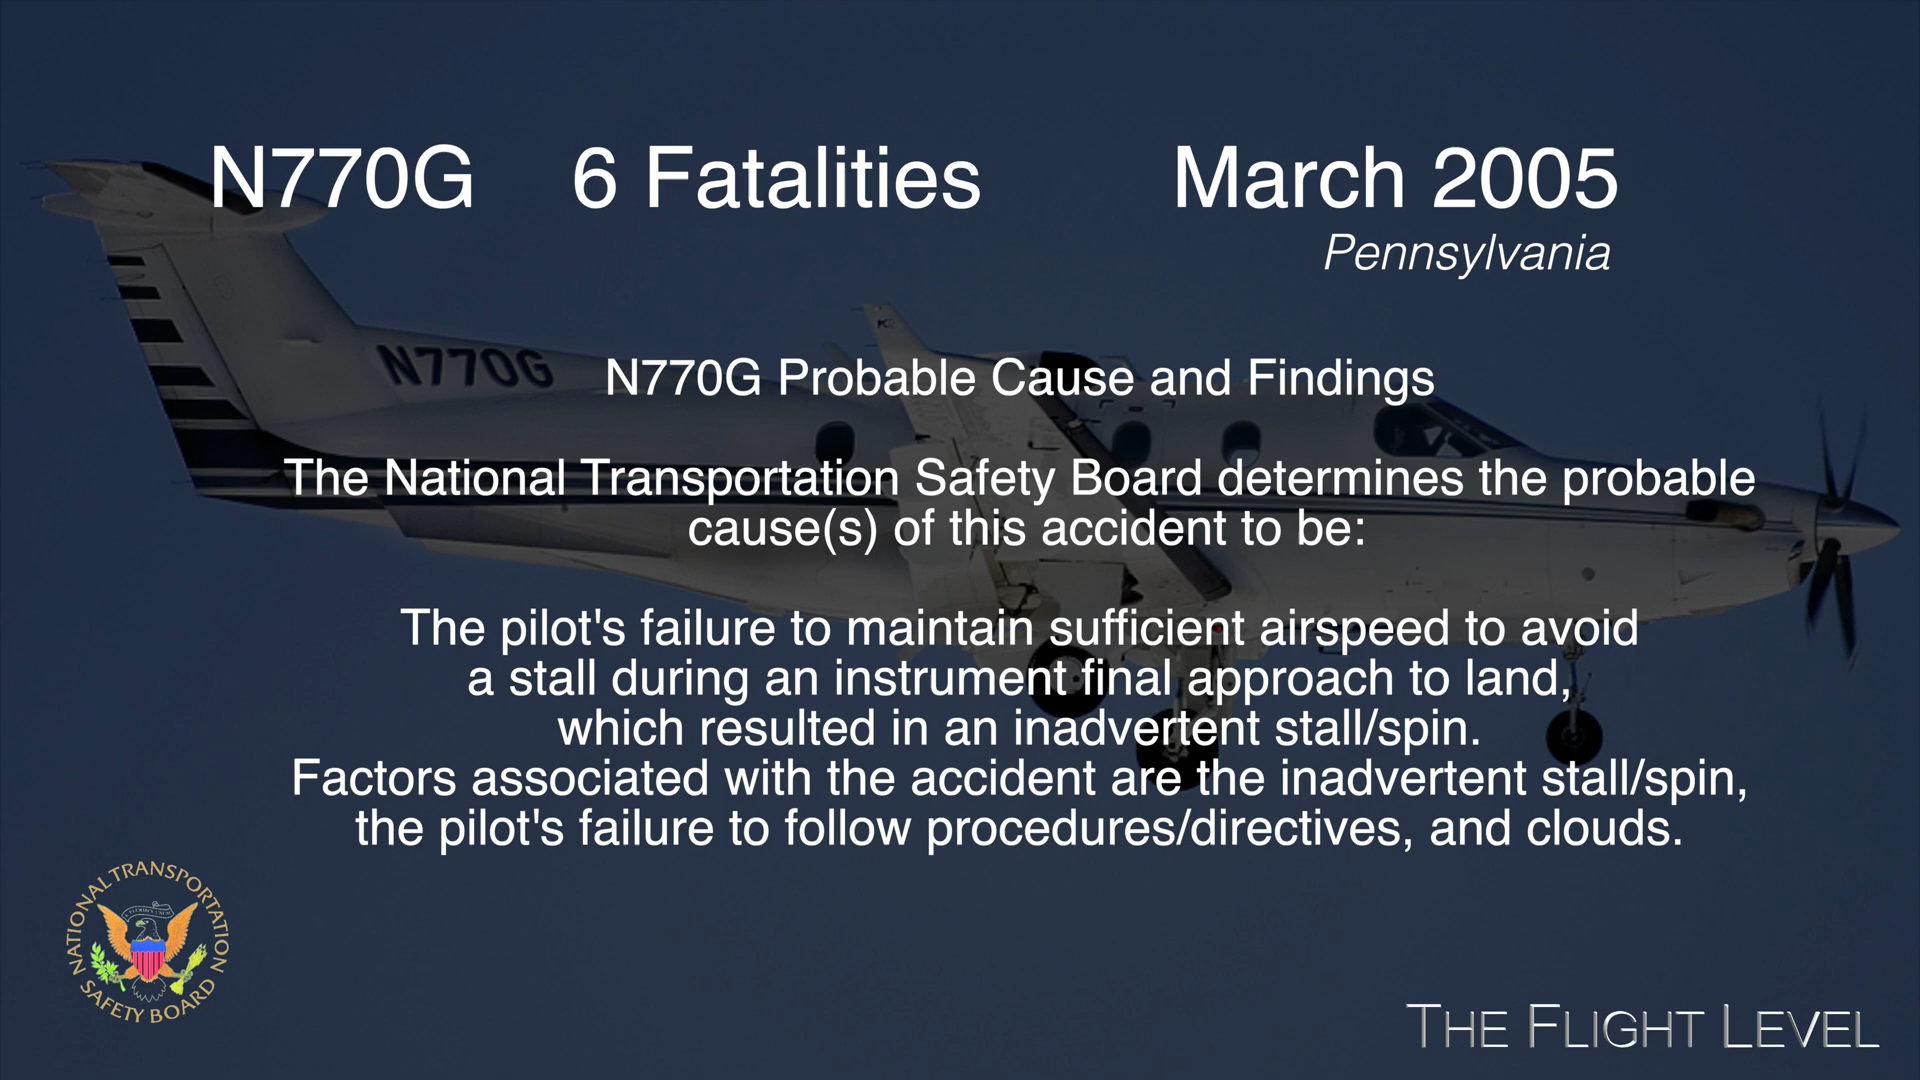 N770G 6 Fatalities March 2005
Pennsylvania
N770G
N770G Probable Cause and Findings
The National Transportation Safety Board determines the probable
cause(s) of this accident to be:
The pilot's failure to maintain sufficient airspeed to avoid
a stall during an instrument final approach to land,
which resulted in an inadvertent stall/spin.
Factors associated with the accident are the inadvertent stall/spin,
the pilot's failure to follow procedures/directives, and clouds.
NATIONAL TRANSPORTATION
SAFETY BOARD
THE FLIGHT LEVEL